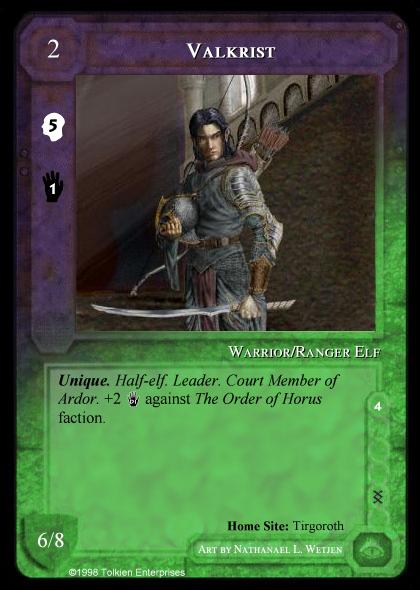 2
VALKRIST
5
1
WARRIOR/RANGER ELF
Unique. Half-elf. Leader. Court Member of
Ardor. +2 against The Order of Horus
faction.
4
Home Site: Tirgoroth
6/8
ART BY NATHANAEL L. WETJEN
©1998 Tolkien Enterprises